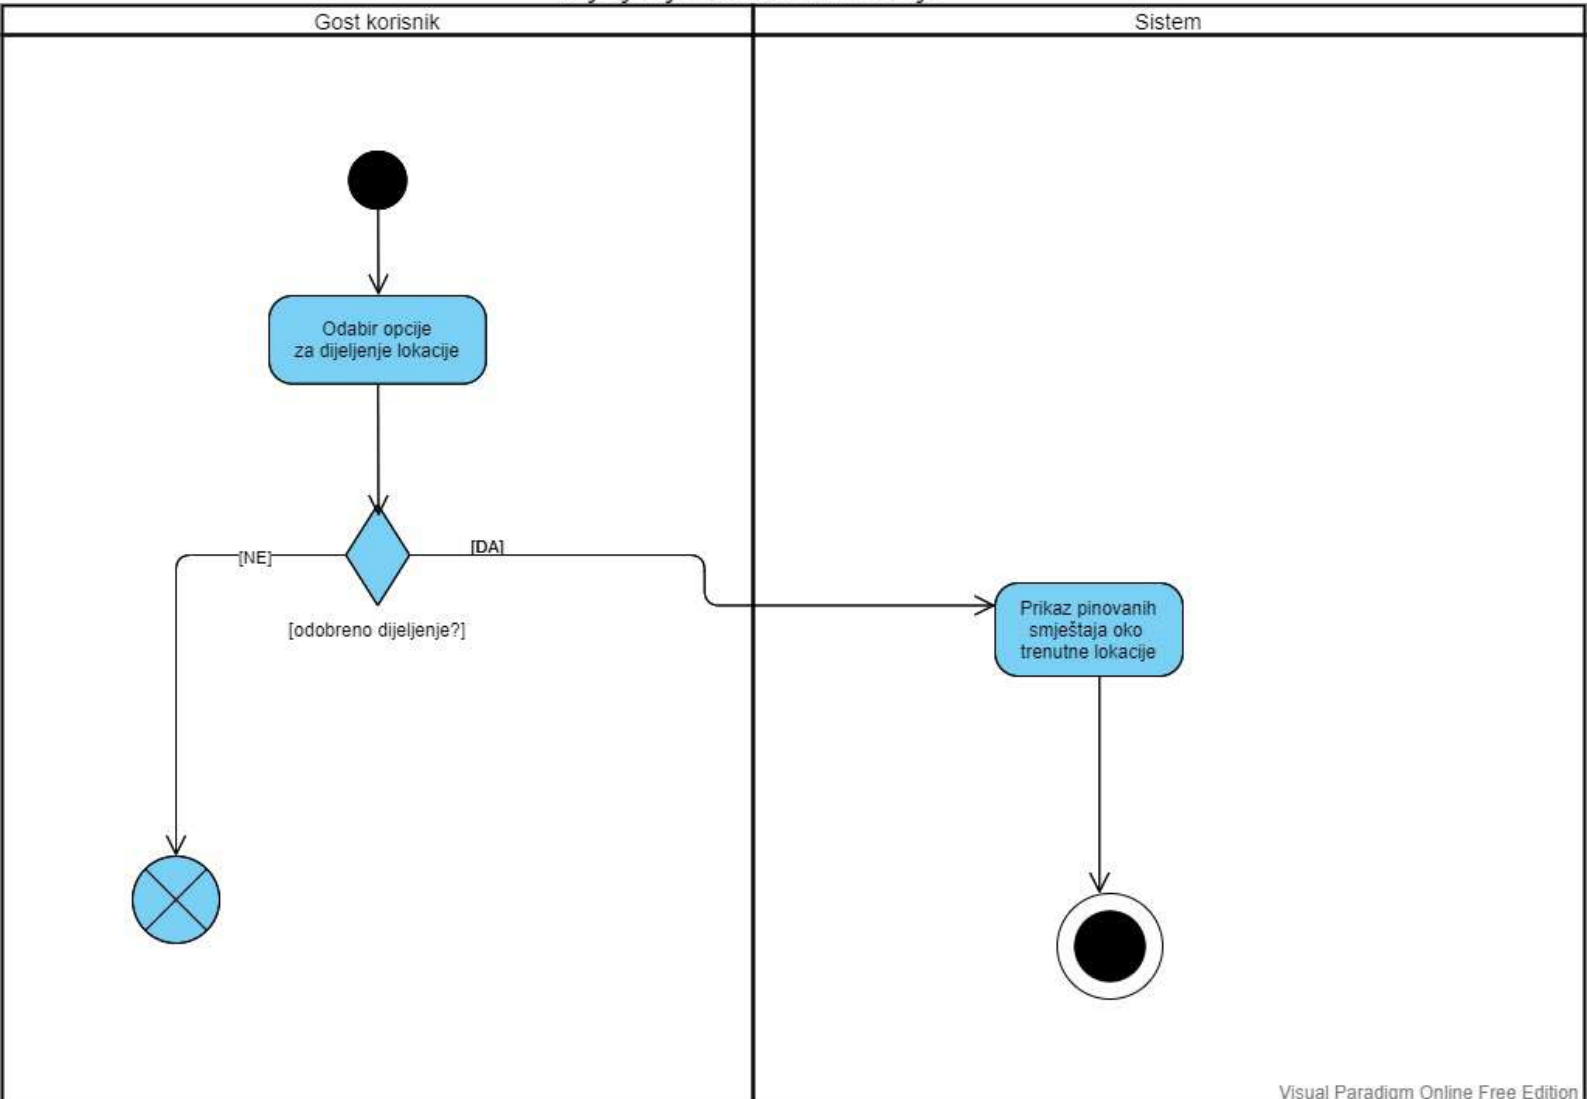 Gost korisnik
Sistem
Odabir opcije
za dijeljenje lokacije
[NE]
[DA]
[odobreno dijeljenje?]
Prikaz pinovanih
smještaja oko
trenutne lokacije
Visual Paradigm Online Free Edition